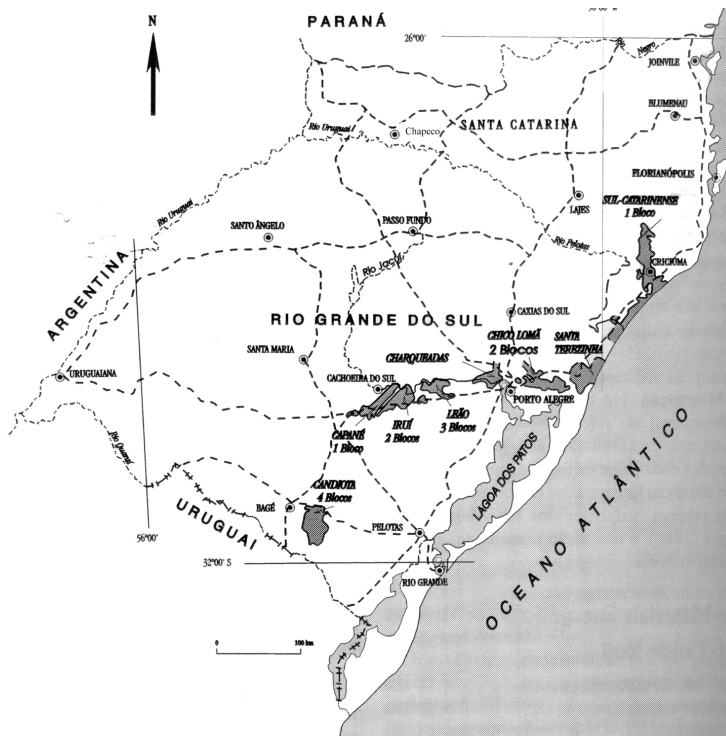 50°00' W
N
PARANÁ
26°00'
Rio
Negro
JOINVILE
BLUMENAU
Chapeco
SANTA CATARINA
Rio Uruguai
FLORIANÓPOLIS
LAJES
SUL-CATARINENSE
1 Bloco
Rio Uruguai
SANTO ÂNGELO
PASSO FUNDO
Rio Pelotas
ARGENTINA
Rio Jacuí
CRICIÚMA
RIO GRANDE DO SUL
CAXIAS DO SUL
CHICO LOMÃ
2 Blocos
SANTA
TEREZINHA
SANTA MARIA
CHARQUEADAS
URUGUAIANA
CACHOEIRA DO SUL
PORTO ALEGRE
LEÃO
3 Blocos
IRUÍ
2 Blocos
CAPANÉ
1 Bloco
Rio Quarai
LAGOA DOS PATOS
OCEANO ATLÂNTICO
CANDIOTA
4 Blocos
BAGÉ
URUGUAI
PELOTAS
56°00'
32°00' S
RIO GRANDE
0
100 km